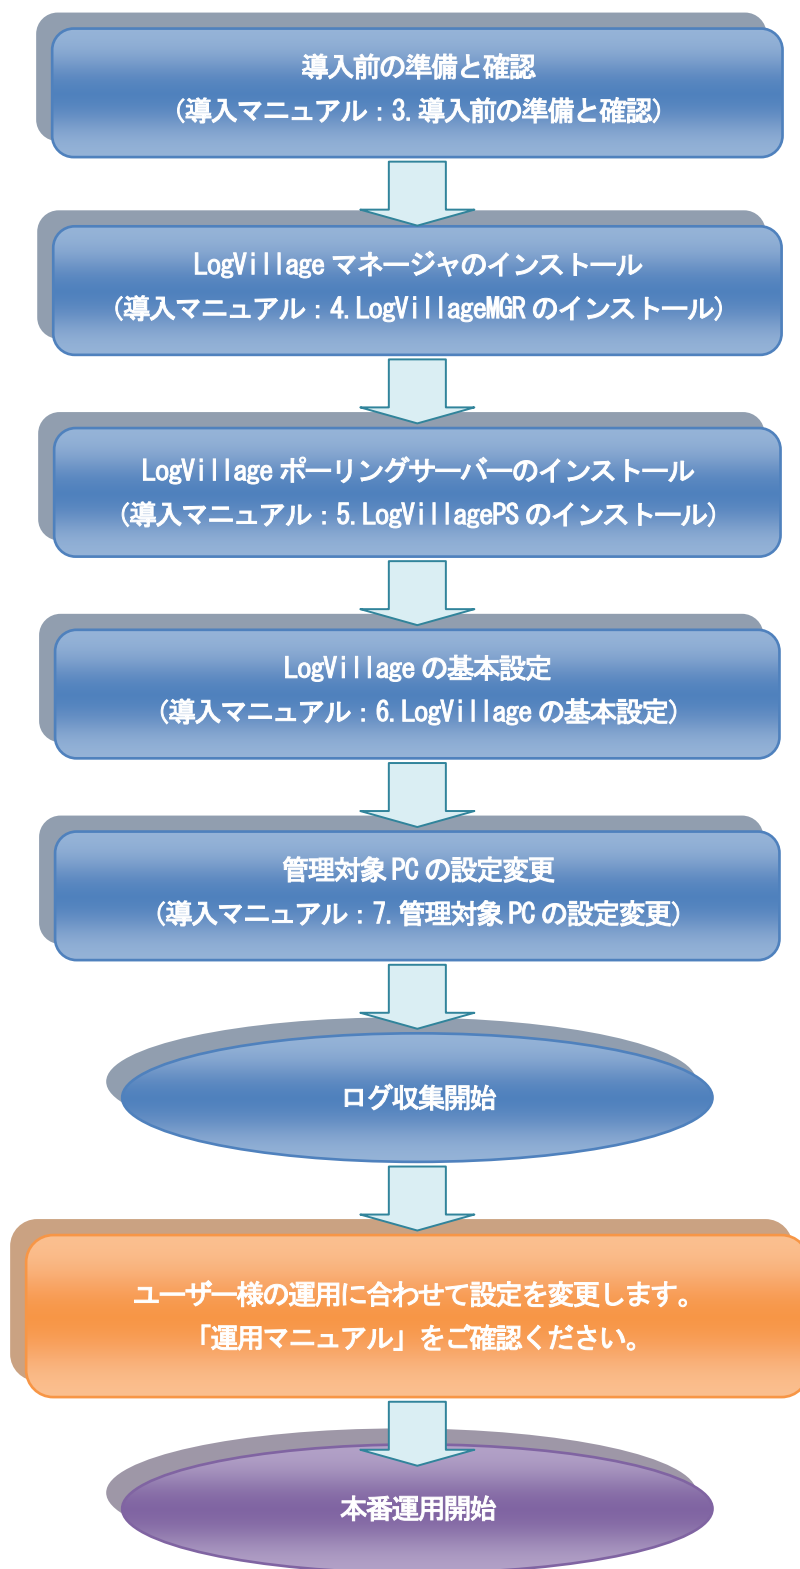 導入前の準備と確認
(導入マニュアル：3.導入前の準備と確認)
LogVillage マネージャのインストール
(導入マニュアル：4.LogVillageMGR のインストール)
LogVillage ポーリングサーバーのインストール
(導入マニュアル：5.LogVillagePS のインストール)
LogVillage の基本設定
(導入マニュアル：6.LogVillage の基本設定)
管理対象 PC の設定変更
(導入マニュアル：7.管理対象 PC の設定変更)
ログ収集開始
ユーザー様の運用に合わせて設定を変更します。
「運用マニュアル」をご確認ください。
本番運用開始